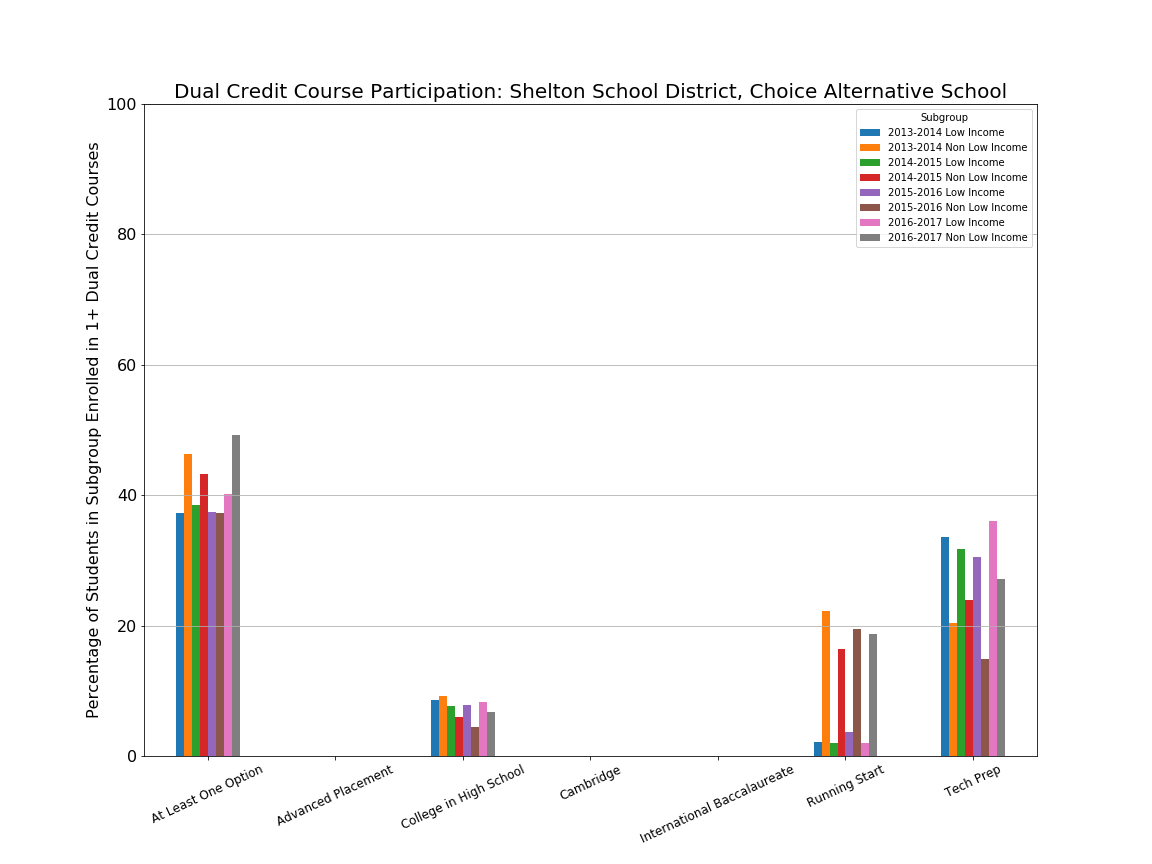 Dual Credit Course Participation: Shelton School District, Choice Alternative School
Percentage of Students in Subgroup Enrolled in 1+ Dual Credit Courses
100
80
60
40
20
0
Subgroup
2013-2014 Low Income
2013-2014 Non Low Income
2014-2015 Low Income
2014-2015 Non Low Income
2015-2016 Low Income
2015-2016 Non Low Income
2016-2017 Low Income
2016-2017 Non Low Income
At Least One Option
Advanced Placement
College in High School
Cambridge
International Baccalaureate
Running Start
Tech Prep